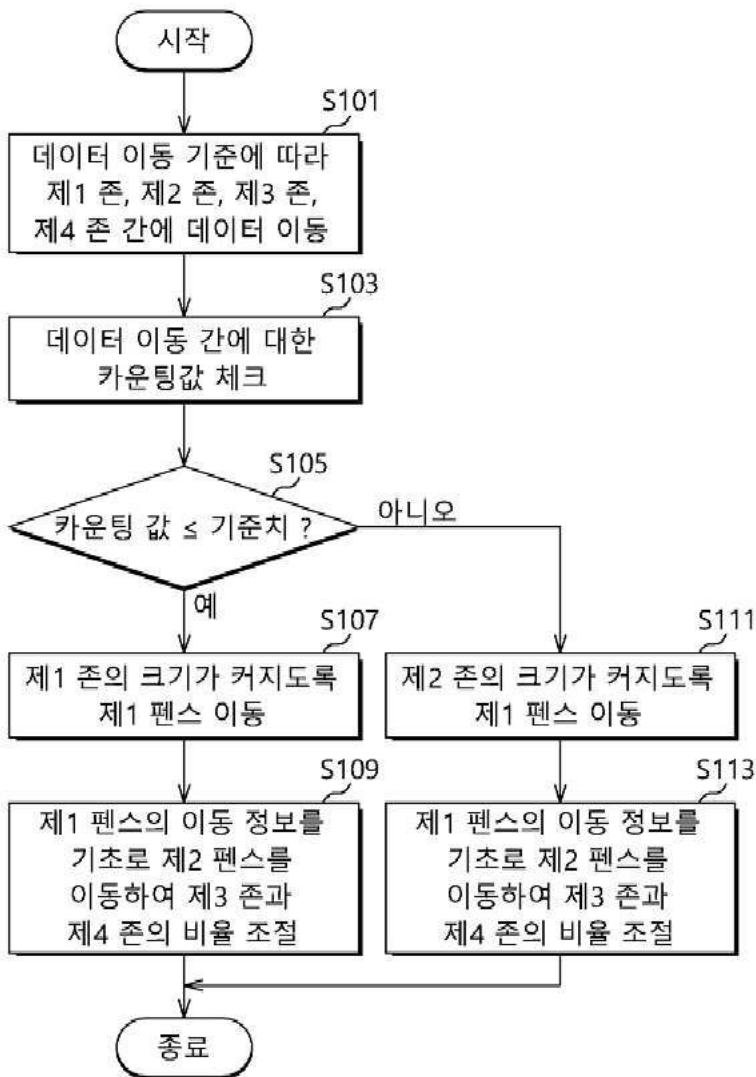 시작
S101
데이터 이동 기준에 따라
제1 존, 제2 존, 제3 존,
제4 존 간에 데이터 이동
S103
데이터 이동 간에 대한
카운팅값 체크
S105
카운팅 값 ≤ 기준치 ?
아니오
예
S107
제1 존의 크기가 커지도록
제1 펜스 이동
S111
제2 존의 크기가 커지도록
제1 펜스 이동
S109
제1 펜스의 이동 정보를
기초로 제2 펜스를
이동하여 제3 존과
제4 존의 비율 조절
S113
제1 펜스의 이동 정보를
기초로 제2 펜스를
이동하여 제3 존과
제4 존의 비율 조절
종료